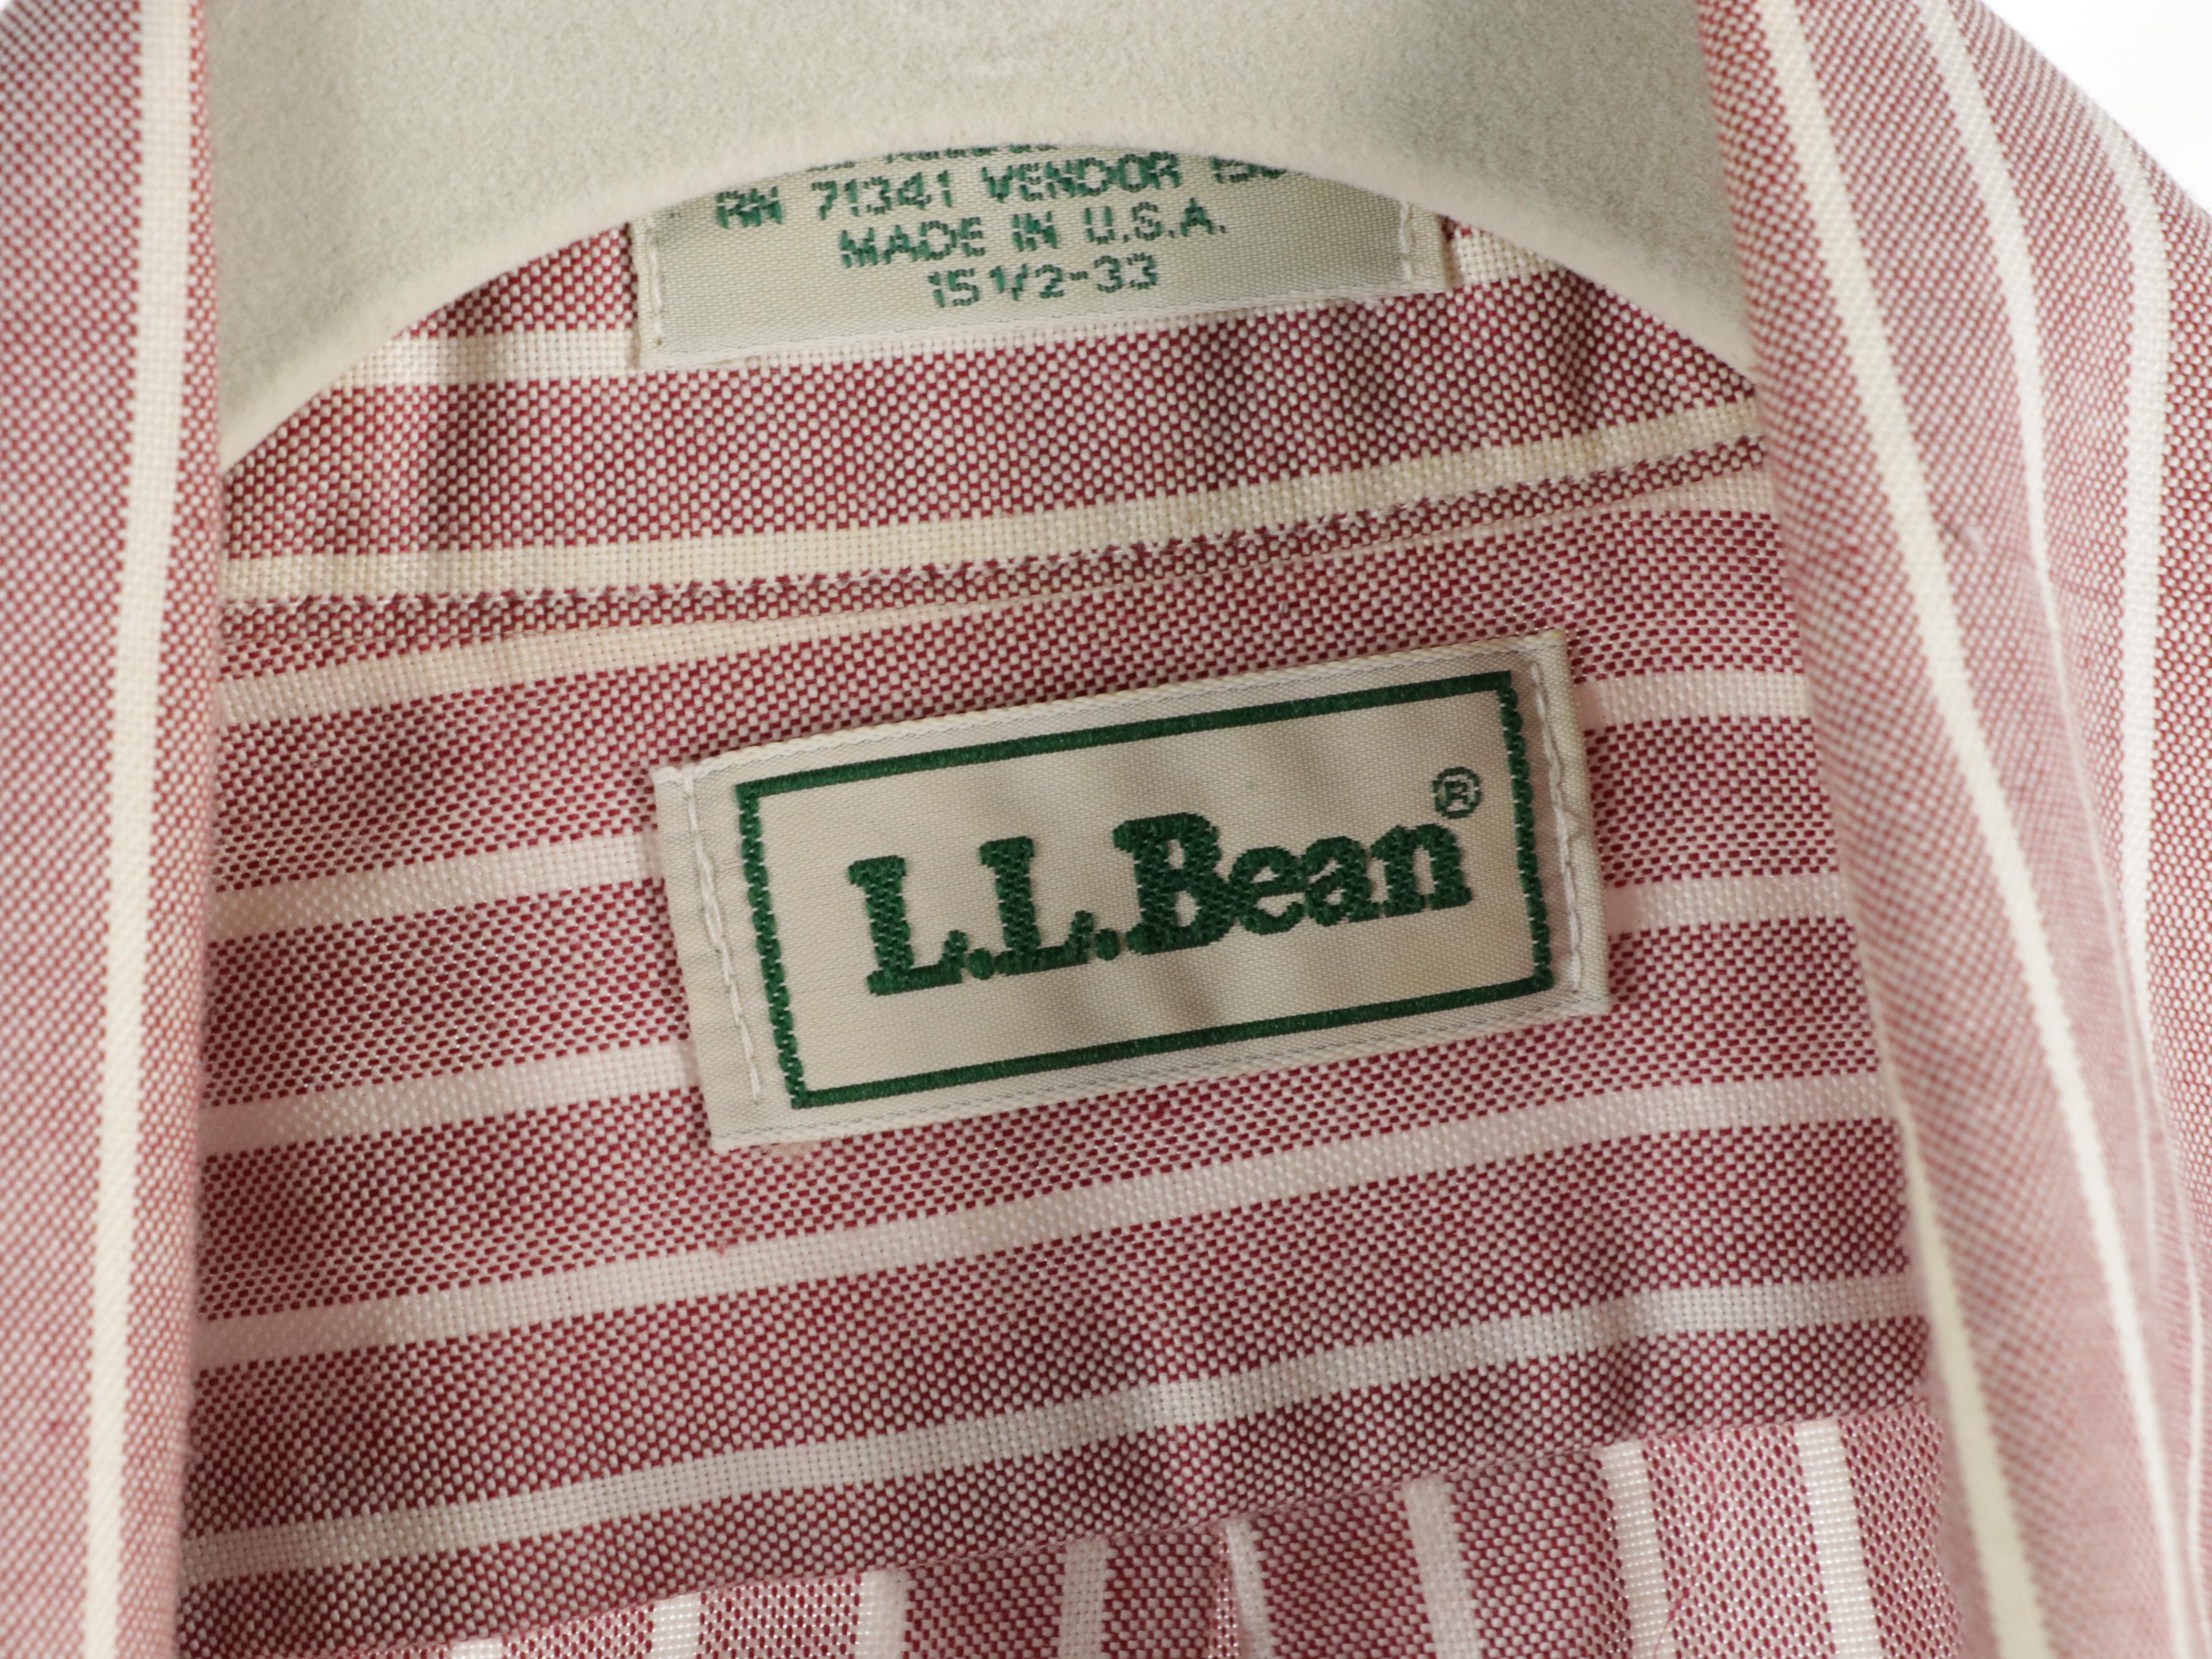 RN 71341 VENDOR
MADE IN U.S.A.
15 1/2-33
L.L.Bean®